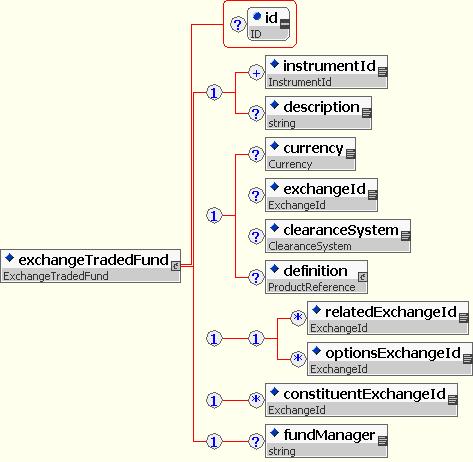 ? id
ID
+ instrumentId
InstrumentId
1
? description
string
? currency
Currency
? exchangeId
ExchangeId
1
? clearanceSystem
ClearanceSystem
exchangeTradedFund
ExchangeTradedFund
? definition
ProductReference
* relatedExchangeId
ExchangeId
1 1
* optionsExchangeId
ExchangeId
1 * constituentExchangeId
ExchangeId
1 ? fundManager
string